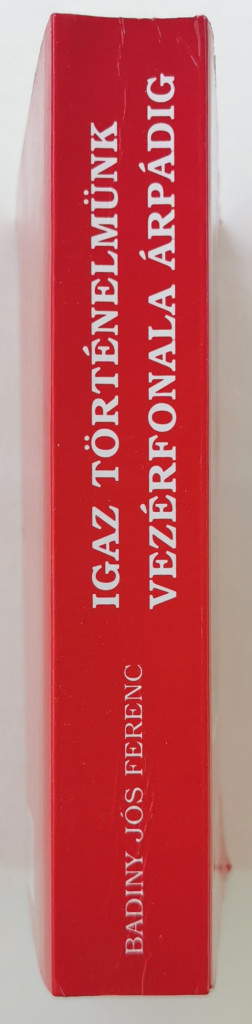 BADINY JÓS FERENC
IGAZ TÖRTÉNELMÜNK
VEZÉRFONALA ÁRPÁDIG